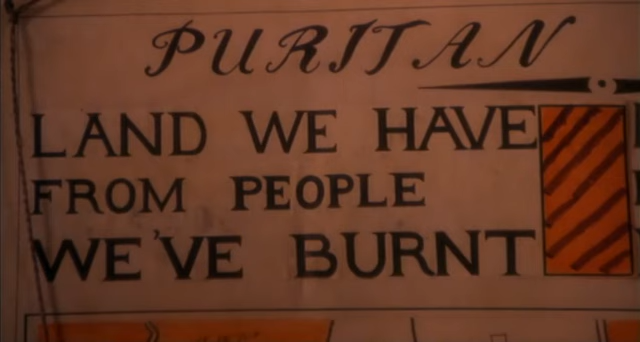 PURITAN
LAND WE HAVE
FROM PEOPLE
WE'VE BURNT